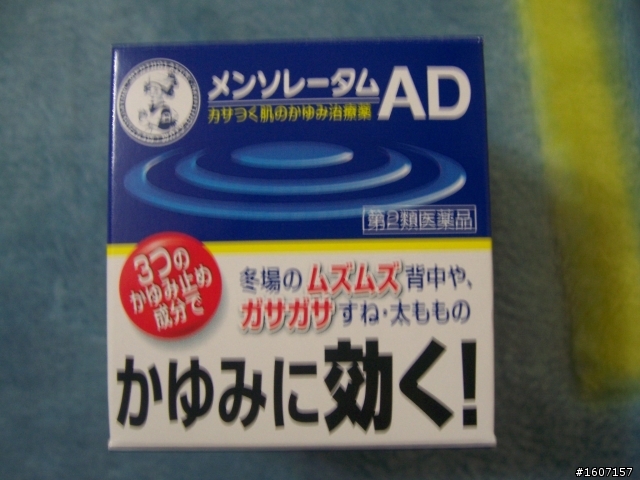 メンソレータムAD
カサつく肌のかゆみ治療薬
第2類医薬品
3つの
かゆみ止め
成分で
冬場のムズムズ背中や、
ガサガサすね・太ももの
かゆみに効く!
#1607157